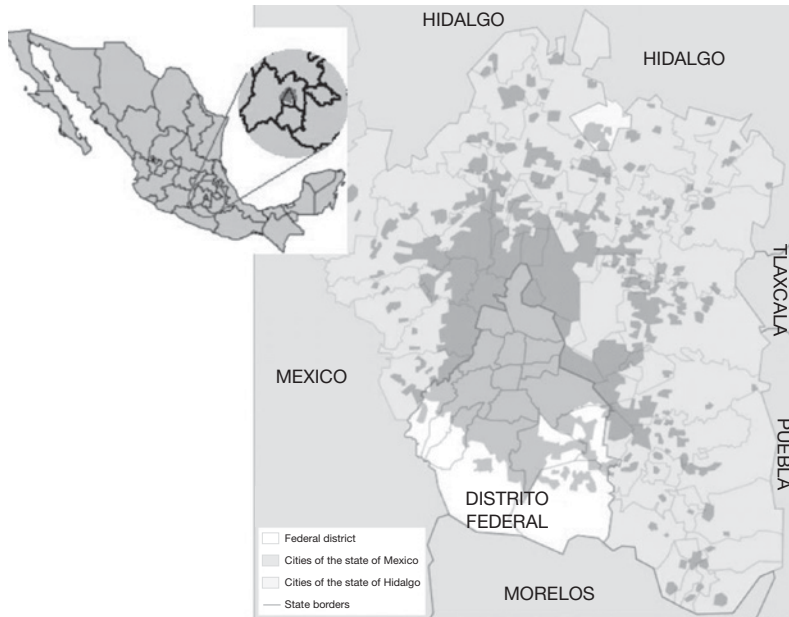 HIDALGO
HIDALGO
TLAXCALA
MEXICO
PUEBLA
DISTRITO
FEDERAL
MORELOS
Federal district
Cities of the state of Mexico
Cities of the state of Hidalgo
State borders